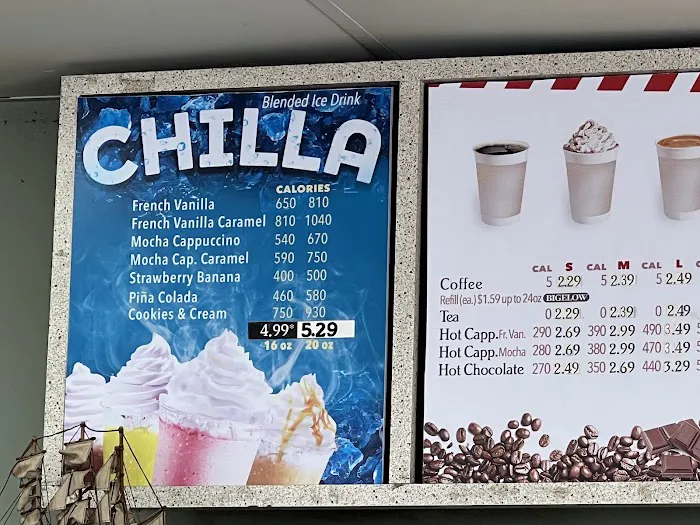 Blended Ice Drink
CHILLA
CALORIES
French Vanilla 650 810
French Vanilla Caramel 810 1040
Mocha Cappuccino 540 670
Mocha Cap. Caramel 590 750
Strawberry Banana 400 500
Piña Colada 460 580
Cookies & Cream 750 930
4.99* 5.29
16 oz 20 oz
CAL S CAL M CAL L
Coffee 5 2.29 5 2.39 5 2.49
Refill (ea.) $1.59 up to 24oz BIGELOW
Tea 0 2.29 0 2.39 0 2.49
Hot Capp. Fr. Van. 290 2.69 390 2.99 490 3.49
Hot Capp. Mocha 280 2.69 380 2.99 470 3.49
Hot Chocolate 270 2.49 350 2.69 440 3.29